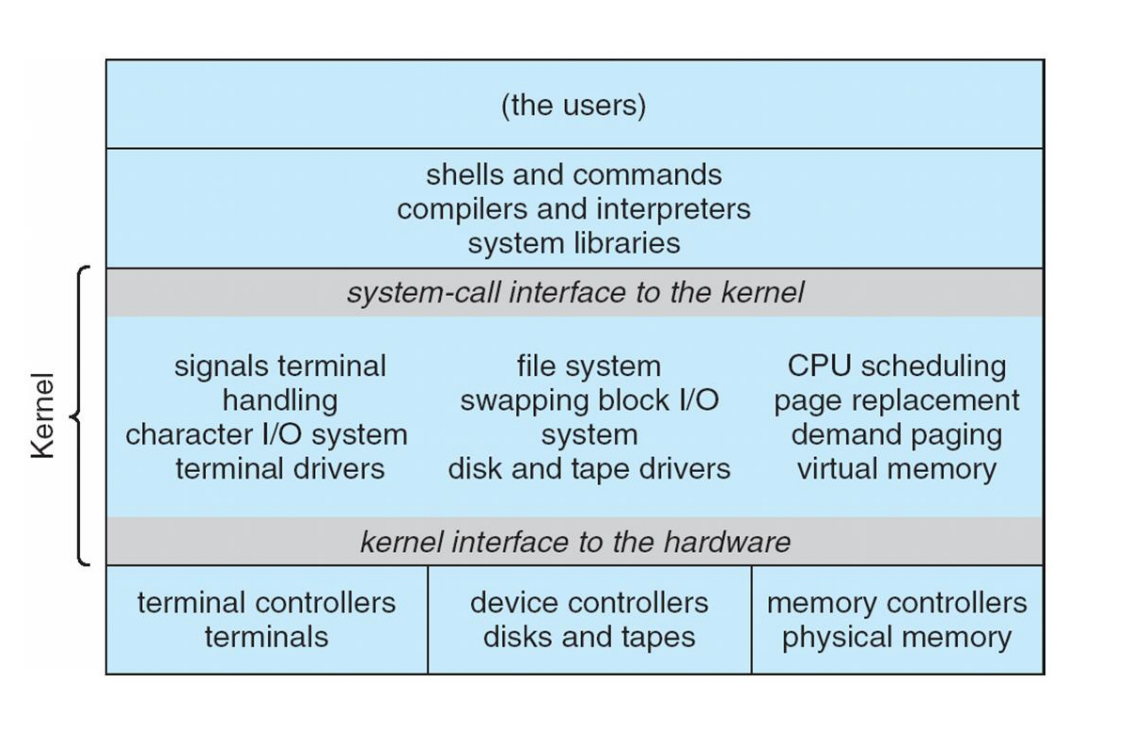 (the users)
shells and commands
compilers and interpreters
system libraries
Kernel
system-call interface to the kernel
signals terminal
handling
character I/O system
terminal drivers
file system
swapping block I/O
system
disk and tape drivers
CPU scheduling
page replacement
demand paging
virtual memory
kernel interface to the hardware
terminal controllers
terminals
device controllers
disks and tapes
memory controllers
physical memory